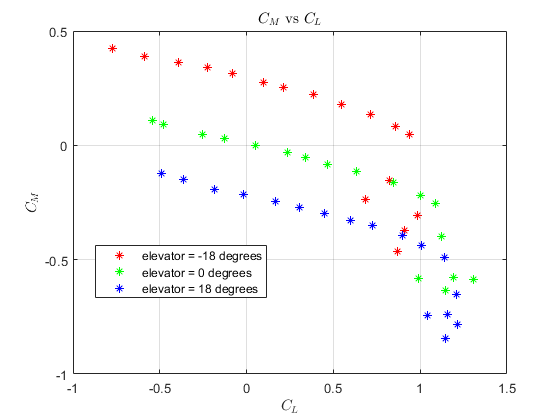 C_M vs C_L
0.5
0
-0.5
-1
C_M
elevator = -18 degrees
elevator = 0 degrees
elevator = 18 degrees
-1
-0.5
0
0.5
1
1.5
C_L